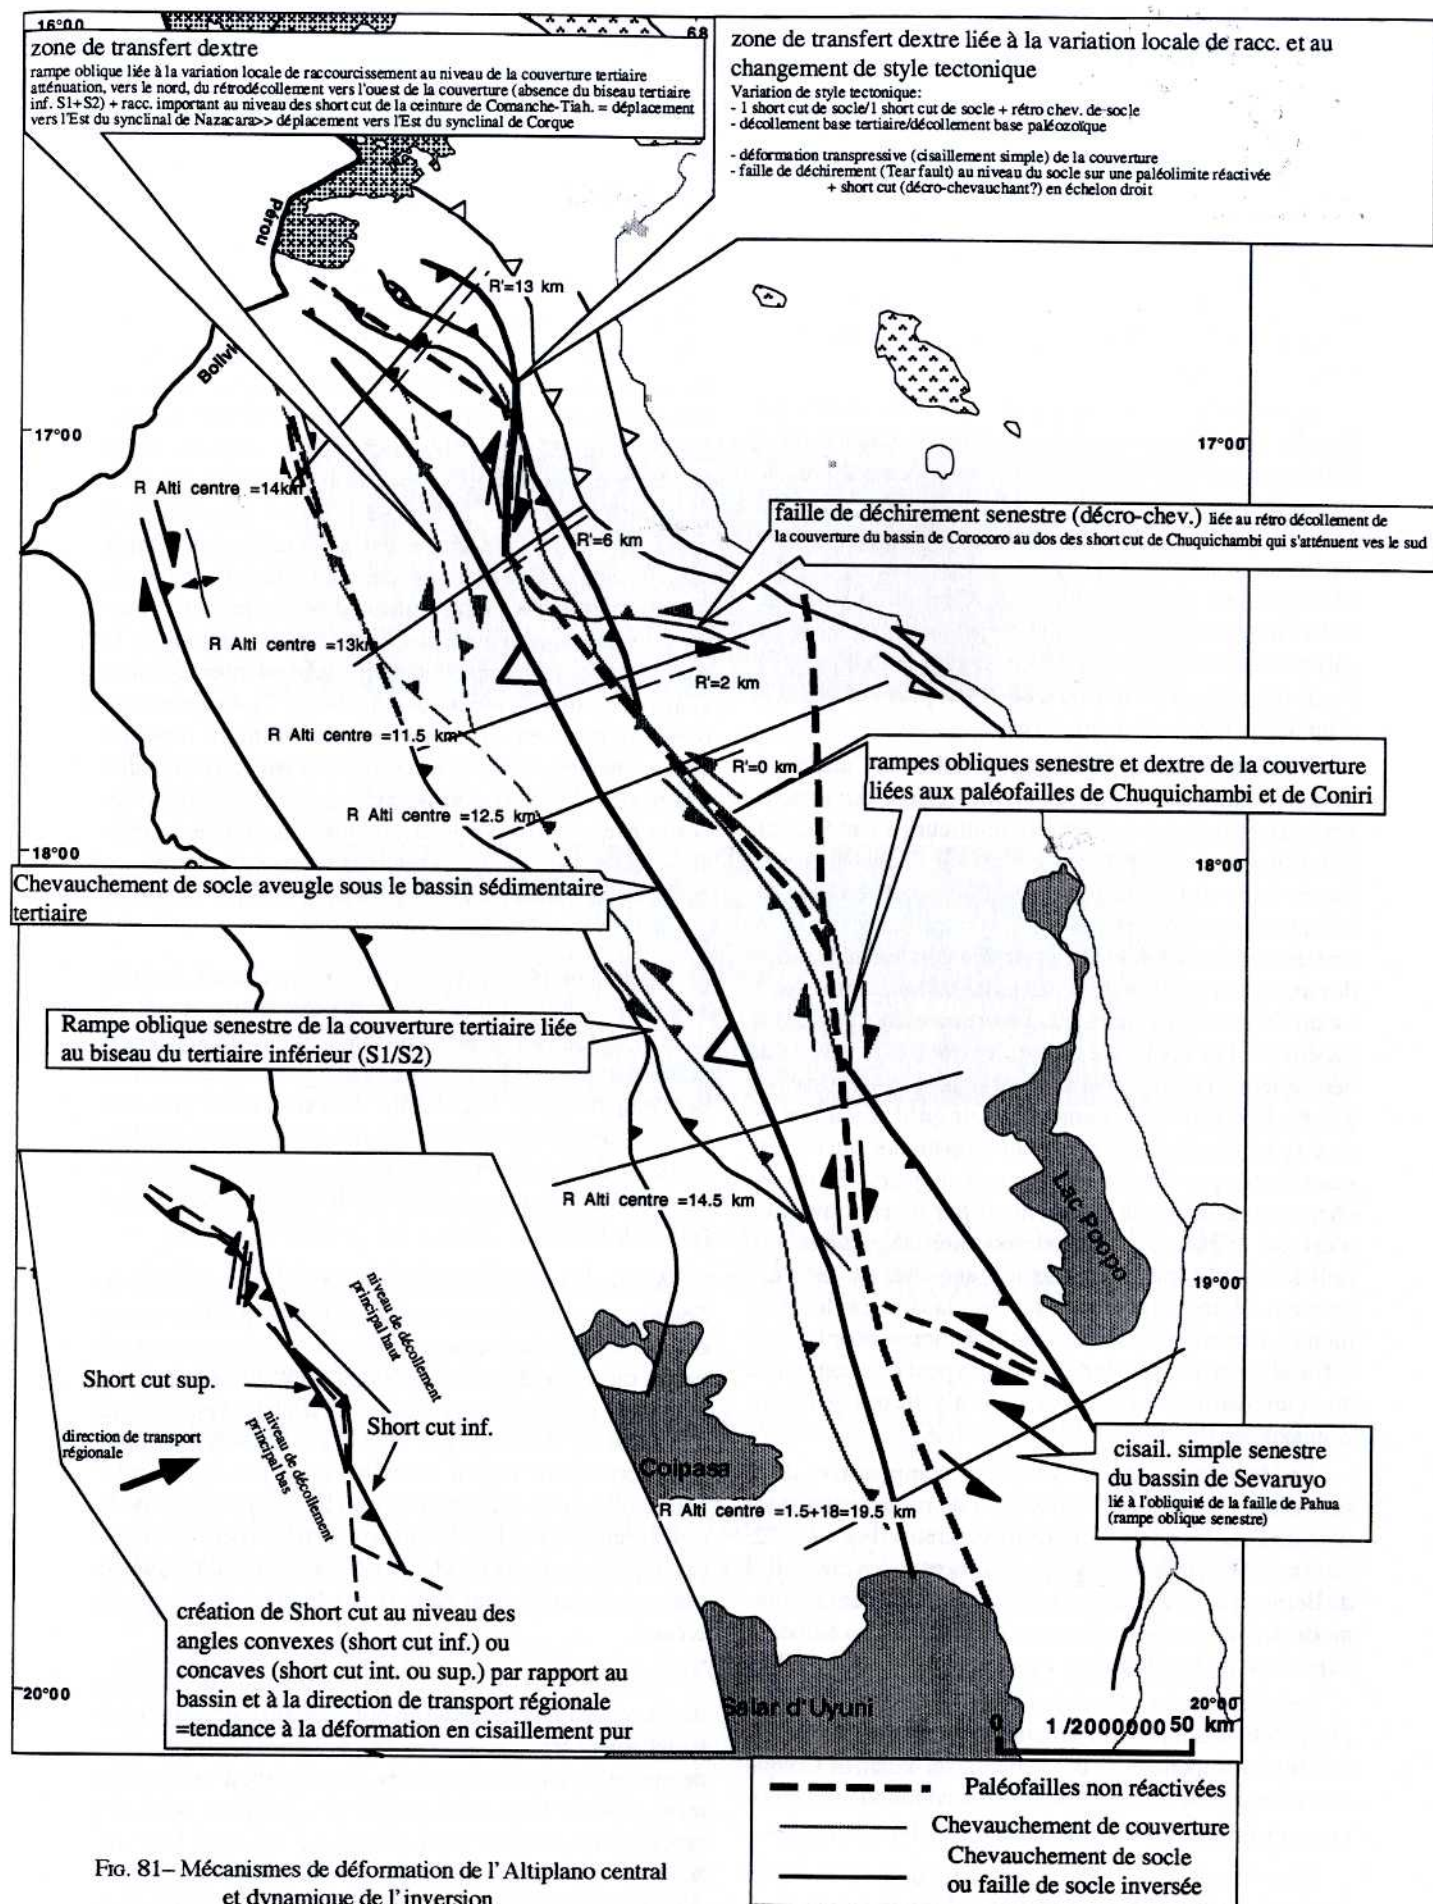 16°00
68
zone de transfert dextre
rampe oblique liée à la variation locale de raccourcissement au niveau de la couverture tertiaire
atténuation, vers le nord, du rétrodécollement vers l'ouest de la couverture (absence du biseau tertiaire
inf. S1+S2) + racc. important au niveau des short cut de la ceinture de Comanche-Tiah. = déplacement
vers l'Est du synclinal de Nazacara>> déplacement vers l'Est du synclinal de Corque
zone de transfert dextre liée à la variation locale de racc. et au
changement de style tectonique
Variation de style tectonique:
- 1 short cut de socle/1 short cut de socle + rétro chev. de socle
- décollement base tertiaire/décollement base paléozoïque
- déformation transpressive (cisaillement simple) de la couverture
- faille de déchirement (Tear fault) au niveau du socle sur une paléolimite réactivée
+ short cut (décro-chevauchant?) en échelon droit
Pérou
R'=13 km
Bolivi
17°00
17°00
R Alti centre =14km
faille de déchirement senestre (décro-chev.) liée au rétro décollement de
la couverture du bassin de Corocoro au dos des short cut de Chuquichambi qui s'atténuent ves le sud
R'=6 km
R Alti centre =13km
R'=2 km
R Alti centre =11.5 km
R'=0 km
rampes obliques senestre et dextre de la couverture
liées aux paléofailles de Chuquichambi et de Coniri
R Alti centre =12.5 km
18°00
18°00
Chevauchement de socle aveugle sous le bassin sédimentaire
tertiaire
Rampe oblique senestre de la couverture tertiaire liée
au biseau du tertiaire inférieur (S1/S2)
R Alti centre =14.5 km
Lac Poopo
19°00
niveau de décollement
principal haut
Short cut sup.
Short cut inf.
niveau de décollement
principal bas
direction de transport
régionale
Coipasa
R Alti centre =1.5+18=19.5 km
cisail. simple senestre
du bassin de Sevaruyo
lié à l'obliquité de la faille de Pahua
(rampe oblique senestre)
création de Short cut au niveau des
angles convexes (short cut inf.) ou
concaves (short cut int. ou sup.) par rapport au
bassin et à la direction de transport régionale
=tendance à la déformation en cisaillement pur
20°00
20°00
Salar d'Uyuni
0 1 /2000000 50 km
Paléofailles non réactivées
Chevauchement de couverture
Chevauchement de socle
ou faille de socle inversée
FIG. 81– Mécanismes de déformation de l'Altiplano central
et dynamique de l'inversion.